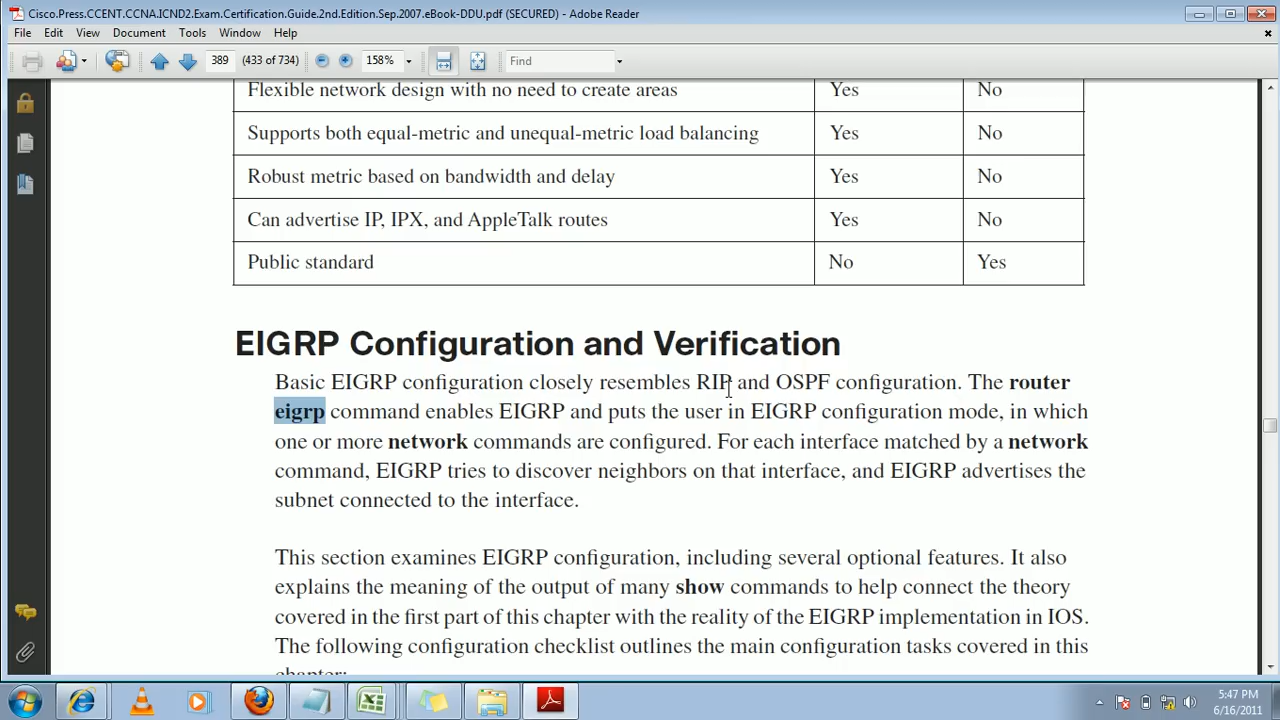 Cisco.Press.CCENT.CCNA.ICND2.Exam.Certification.Guide.2nd.Edition.Sep.2007.eBook-DDU.pdf (SECURED) - Adobe Reader
File Edit View Document Tools Window Help
389 (433 of 734) 158% Find
Flexible network design with no need to create areas Yes No
Supports both equal-metric and unequal-metric load balancing Yes No
Robust metric based on bandwidth and delay Yes No
Can advertise IP, IPX, and AppleTalk routes Yes No
Public standard No Yes
EIGRP Configuration and Verification
Basic EIGRP configuration closely resembles RIP and OSPF configuration. The router
eigrp command enables EIGRP and puts the user in EIGRP configuration mode, in which
one or more network commands are configured. For each interface matched by a network
command, EIGRP tries to discover neighbors on that interface, and EIGRP advertises the
subnet connected to the interface.
This section examines EIGRP configuration, including several optional features. It also
explains the meaning of the output of many show commands to help connect the theory
covered in the first part of this chapter with the reality of the EIGRP implementation in IOS.
The following configuration checklist outlines the main configuration tasks covered in this
chapter:
5:47 PM
6/16/2011